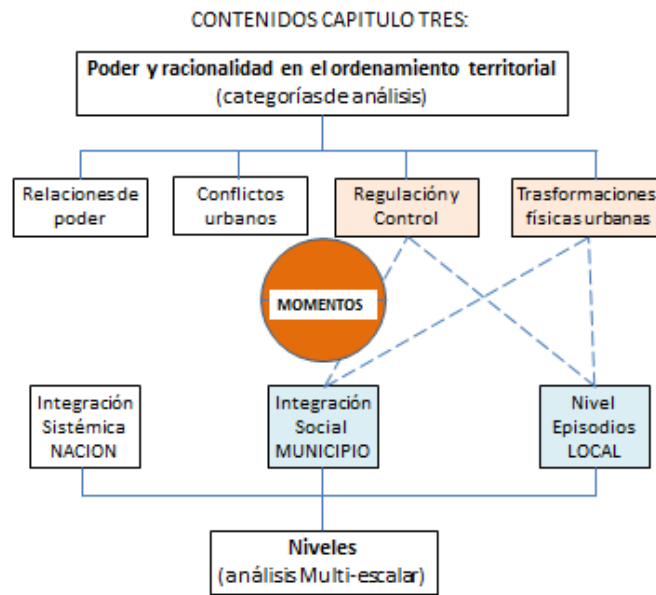 CONTENIDOS CAPITULO TRES:
Poder y racionalidad en el ordenamiento territorial
(categorías de análisis)
Relaciones de
poder
Conflictos
urbanos
Regulación y
Control
Trasformaciones
físicas urbanas
MOMENTOS
Integración
Sistémica
NACION
Integración
Social
MUNICIPIO
Nivel
Episodios
LOCAL
Niveles
(análisis Multi-escalar)